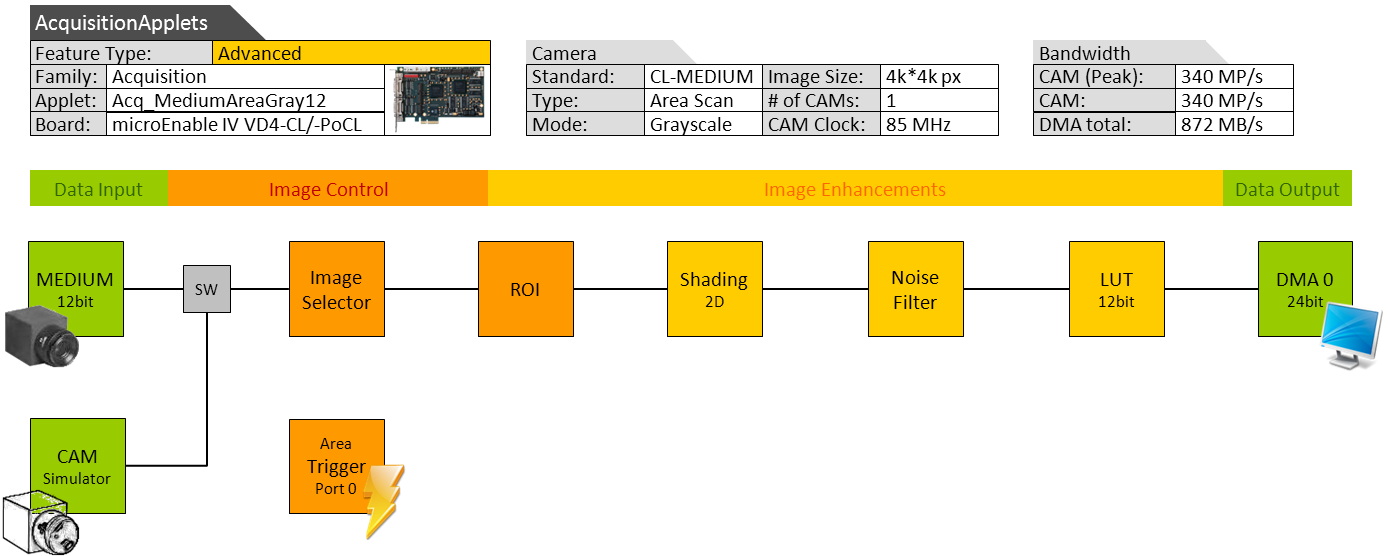 AcquisitionApplets
Feature Type: Advanced
Family: Acquisition
Applet: Acq_MediumAreaGray12
Board: microEnable IV VD4-CL/-PoCL
Camera
Standard: CL-MEDIUM Image Size: 4k*4k px
Type: Area Scan # of CAMs: 1
Mode: Grayscale CAM Clock: 85 MHz
Bandwidth
CAM (Peak): 340 MP/s
CAM: 340 MP/s
DMA total: 872 MB/s
Data Input Image Control Image Enhancements Data Output
MEDIUM
12bit
SW
Image
Selector
ROI
Shading
2D
Noise
Filter
LUT
12bit
DMA 0
24bit
CAM
Simulator
Area
Trigger
Port 0